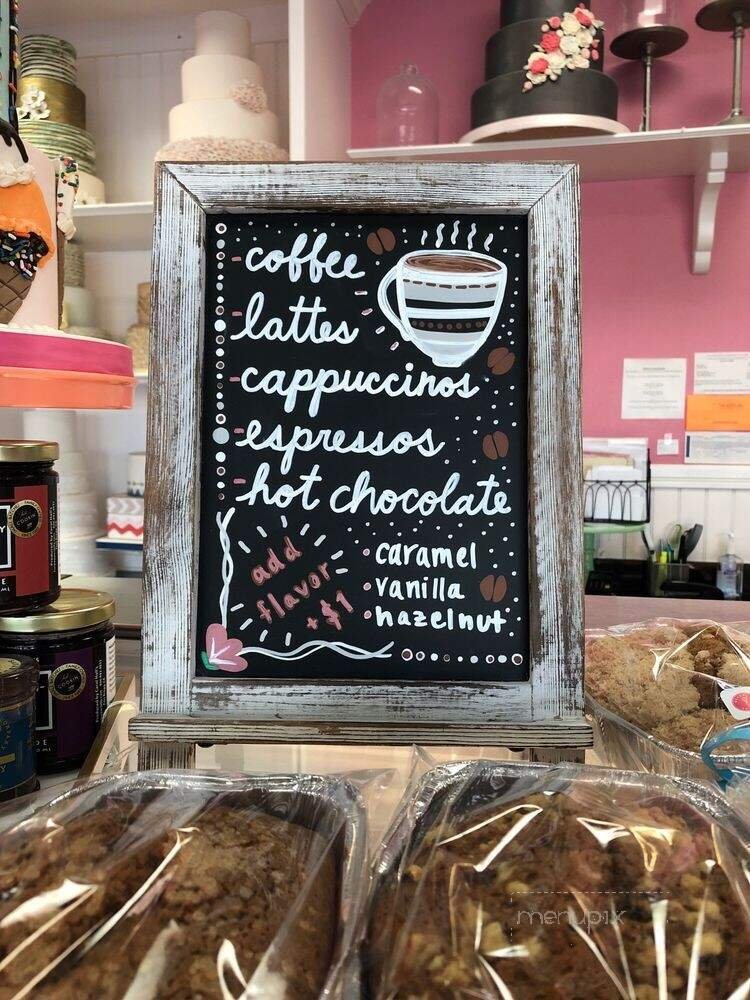 coffee
lattes
cappuccinos
espressos
hot chocolate
add
flavor
+$1
caramel
vanilla
hazelnut
menupix